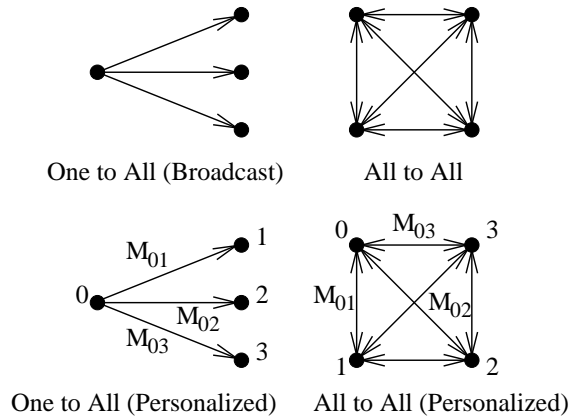 One to All (Broadcast)
All to All
0
M01
M02
M03
1
2
3
One to All (Personalized)
0
M03
3
M01
M02
1
2
All to All (Personalized)